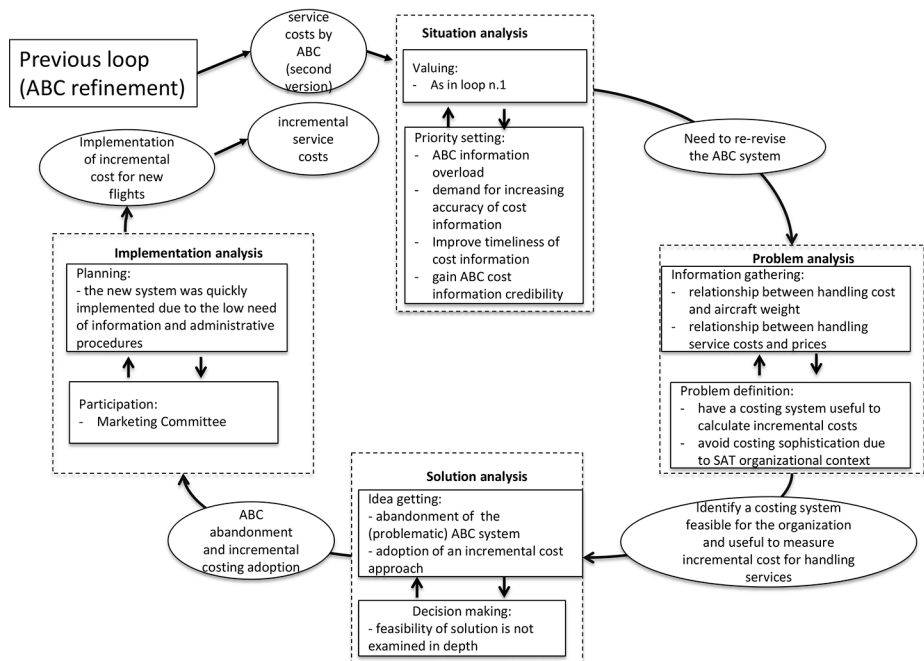 Previous loop
(ABC refinement)
service
costs by
ABC
(second
version)
Situation analysis
Valuing:
- As in loop n.1
Priority setting:
- ABC information
overload
- demand for increasing
accuracy of cost
information
- Improve timeliness of
cost information
- gain ABC cost
information credibility
Need to re-revise
the ABC system
Problem analysis
Information gathering:
- relationship between handling cost
and aircraft weight
- relationship between handling
service costs and prices
Problem definition:
- have a costing system useful to
calculate incremental costs
- avoid costing sophistication due
to SAT organizational context
Identify a costing system
feasible for the organization
and useful to measure
incremental cost for handling
services
Solution analysis
Idea getting:
- abandonment of the
(problematic) ABC system
- adoption of an incremental cost
approach
Decision making:
- feasibility of solution is not
examined in depth
ABC
abandonment
and incremental
costing adoption
Implementation analysis
Planning:
- the new system was quickly
implemented due to the low need
of information and administrative
procedures
Participation:
- Marketing Committee
Implementation
of incremental
cost for new
flights
incremental
service
costs